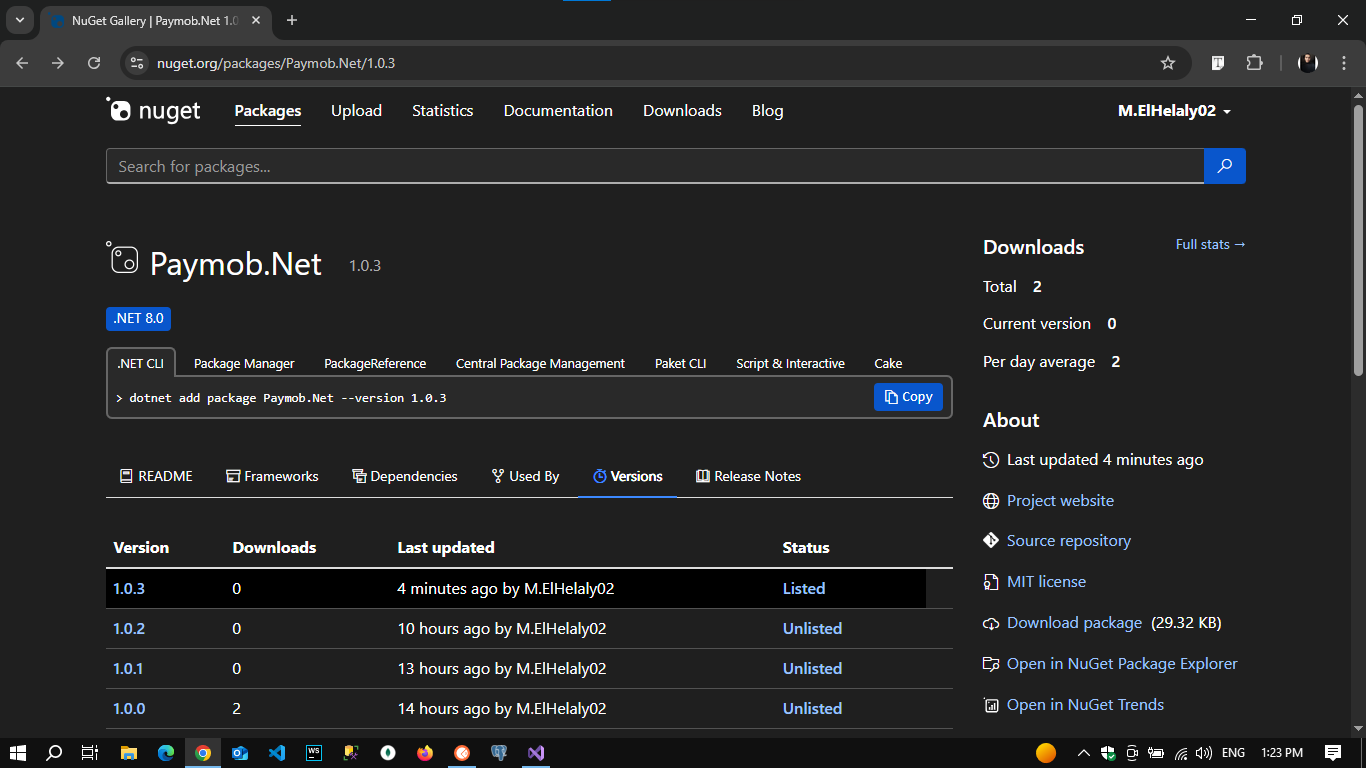 NuGet Gallery | Paymob.Net 1.0
nuget.org/packages/Paymob.Net/1.0.3
nuget Packages Upload Statistics Documentation Downloads Blog M.ElHelaly02
Search for packages...
Paymob.Net 1.0.3
.NET 8.0
.NET CLI Package Manager PackageReference Central Package Management Paket CLI Script & Interactive Cake
> dotnet add package Paymob.Net --version 1.0.3 Copy
README Frameworks Dependencies Used By Versions Release Notes
Version Downloads Last updated Status
1.0.3 0 4 minutes ago by M.ElHelaly02 Listed
1.0.2 0 10 hours ago by M.ElHelaly02 Unlisted
1.0.1 0 13 hours ago by M.ElHelaly02 Unlisted
1.0.0 2 14 hours ago by M.ElHelaly02 Unlisted
Downloads Full stats →
Total 2
Current version 0
Per day average 2
About
Last updated 4 minutes ago
Project website
Source repository
MIT license
Download package (29.32 KB)
Open in NuGet Package Explorer
Open in NuGet Trends
WS ENG 1:23 PM